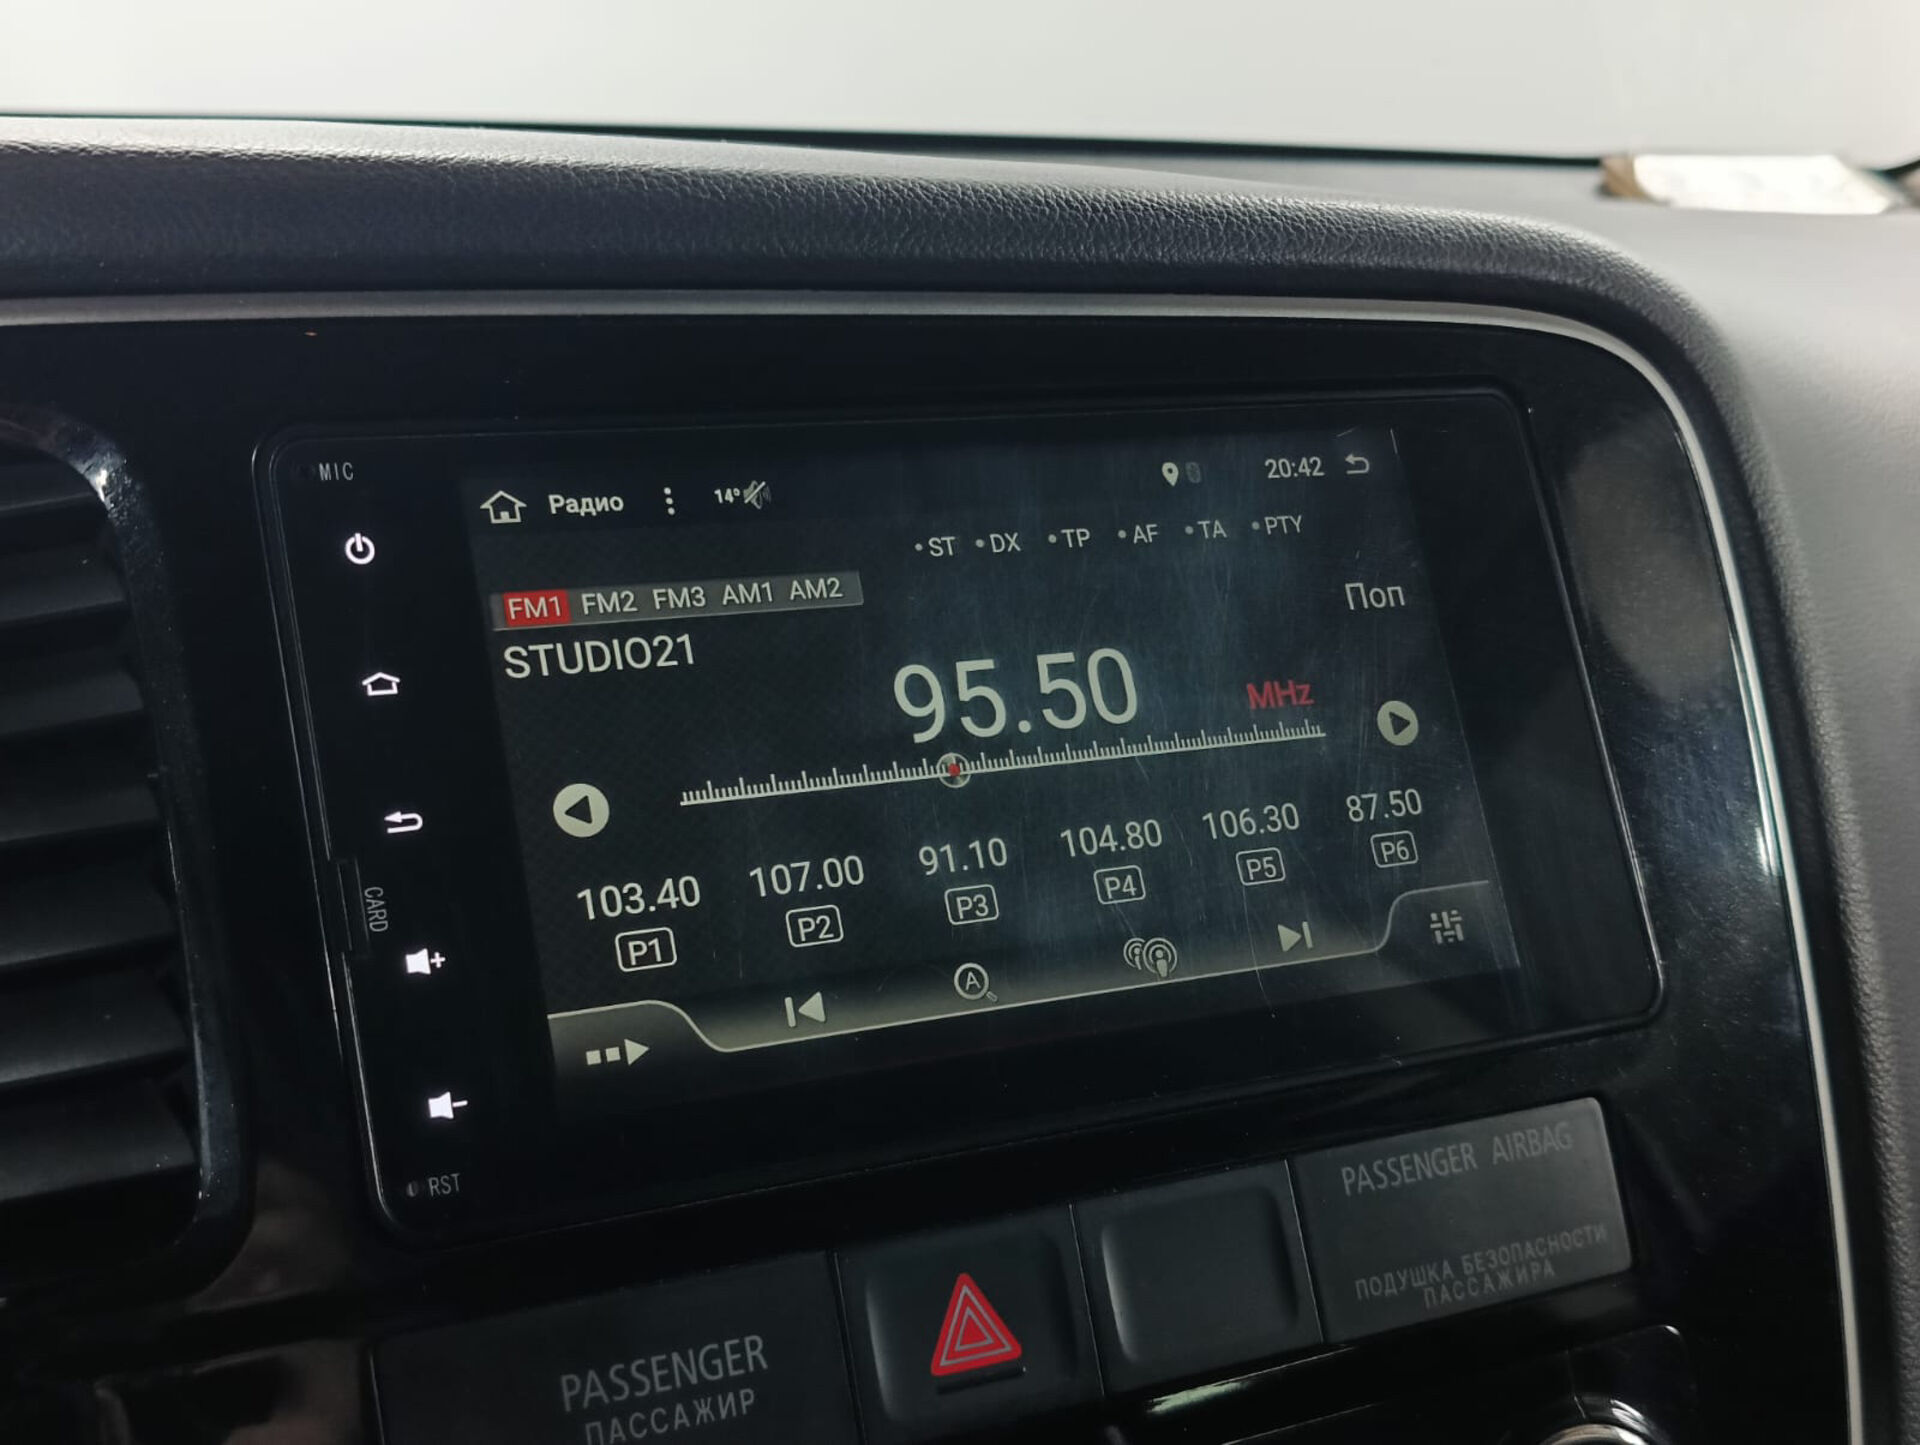 MIC
Радио 14° 20:42
• ST • DX • TP • AF • TA • PTY
FM1 FM2 FM3 AM1 AM2
Поп
STUDIO21
95.50 MHz
103.40 107.00 91.10 104.80 106.30 87.50
P1 P2 P3 P4 P5 P6
CARD
A
RST
PASSENGER AIRBAG
ПОДУШКА БЕЗОПАСНОСТИ
ПАССАЖИРА
PASSENGER
ПАССАЖИР